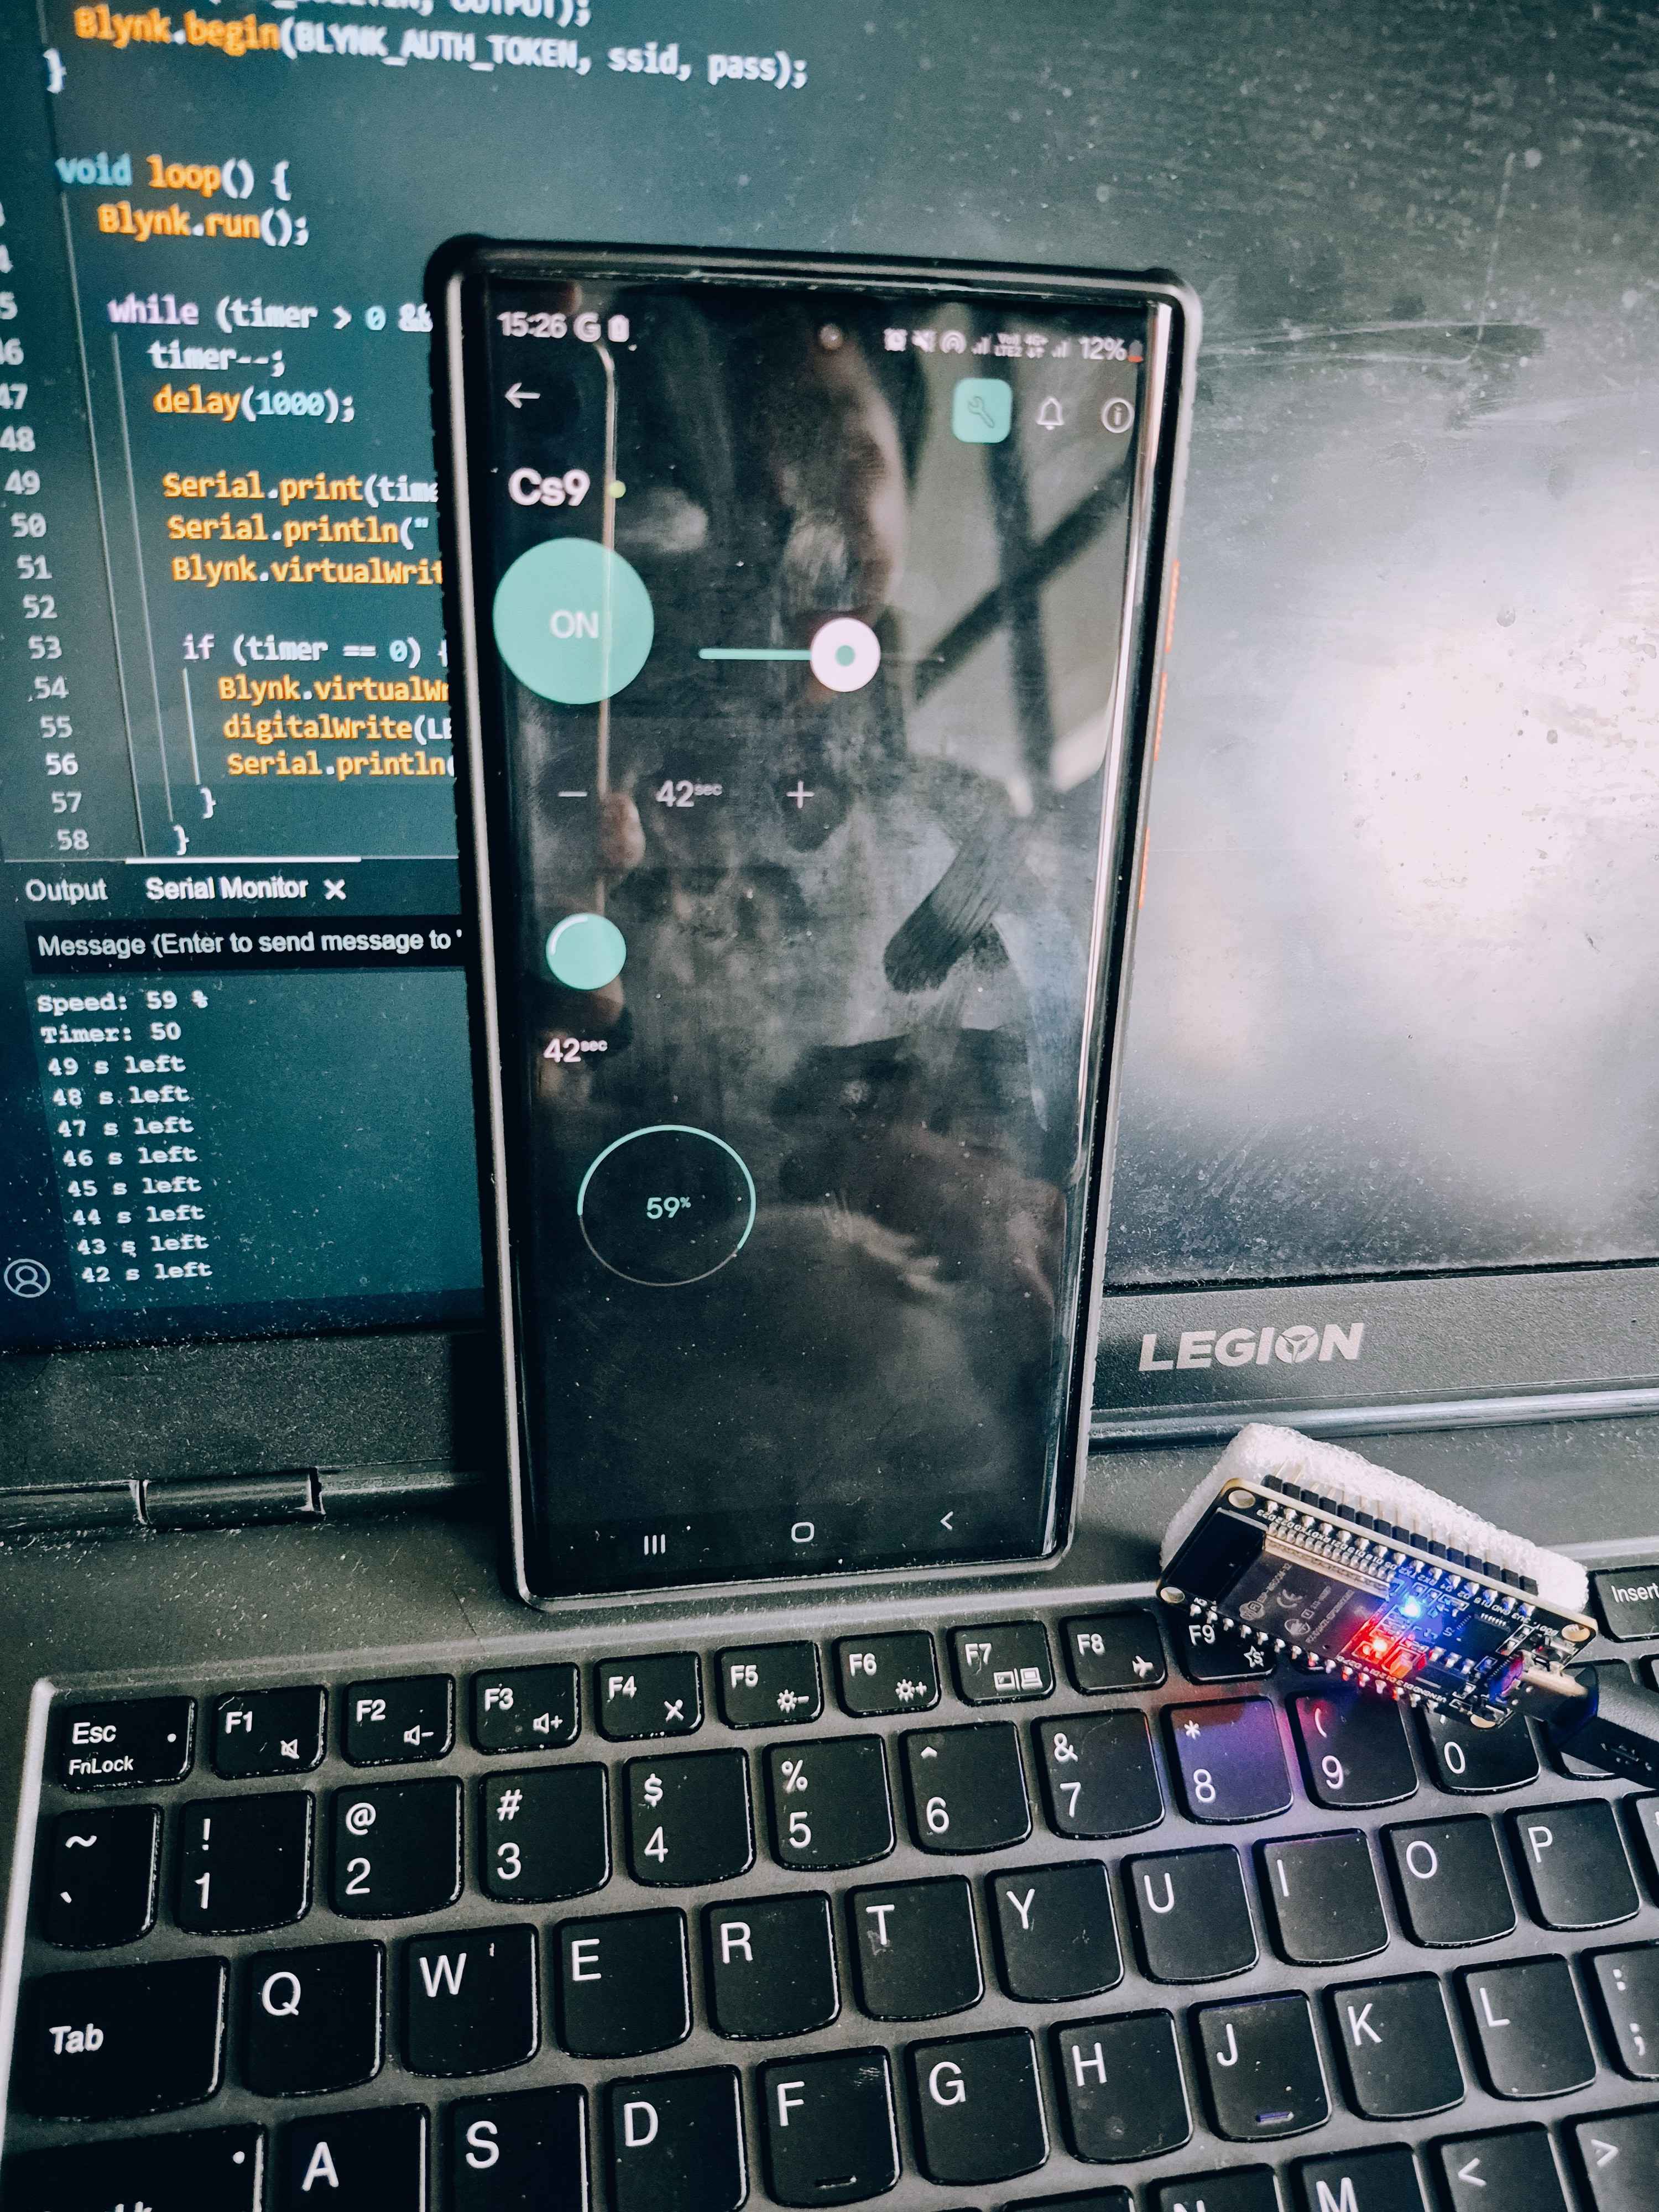 Blynk.begin(BLYNK_AUTH_TOKEN, ssid, pass);
}
void loop() {
Blynk.run();
while (timer > 0 &&
46 timer--;
47 delay(1000);
48
49 Serial.print(time
50 Serial.println("
51 Blynk.virtualWrit
52
53 if (timer == 0) {
54 Blynk.virtualWr
55 digitalWrite(LE
56 Serial.println(
57 }
58 }
Output Serial Monitor ×
Message (Enter to send message to '
Speed: 59 %
Timer: 50
49 s left
48 s left
47 s left
46 s left
45 s left
44 s left
43 s left
42 s left
15:26 G 12%
Cs9
ON
− 42sec +
42sec
59%
LEGION
Insert
Esc F1 F2 F3 F4 F5 F6 F7 F8 F9
FnLock
~ ! @ # $ % ^ & * (
` 1 2 3 4 5 6 7 8 9 0
Tab Q W E R T Y U I O P
A S D F G H J K L : ;
M < >